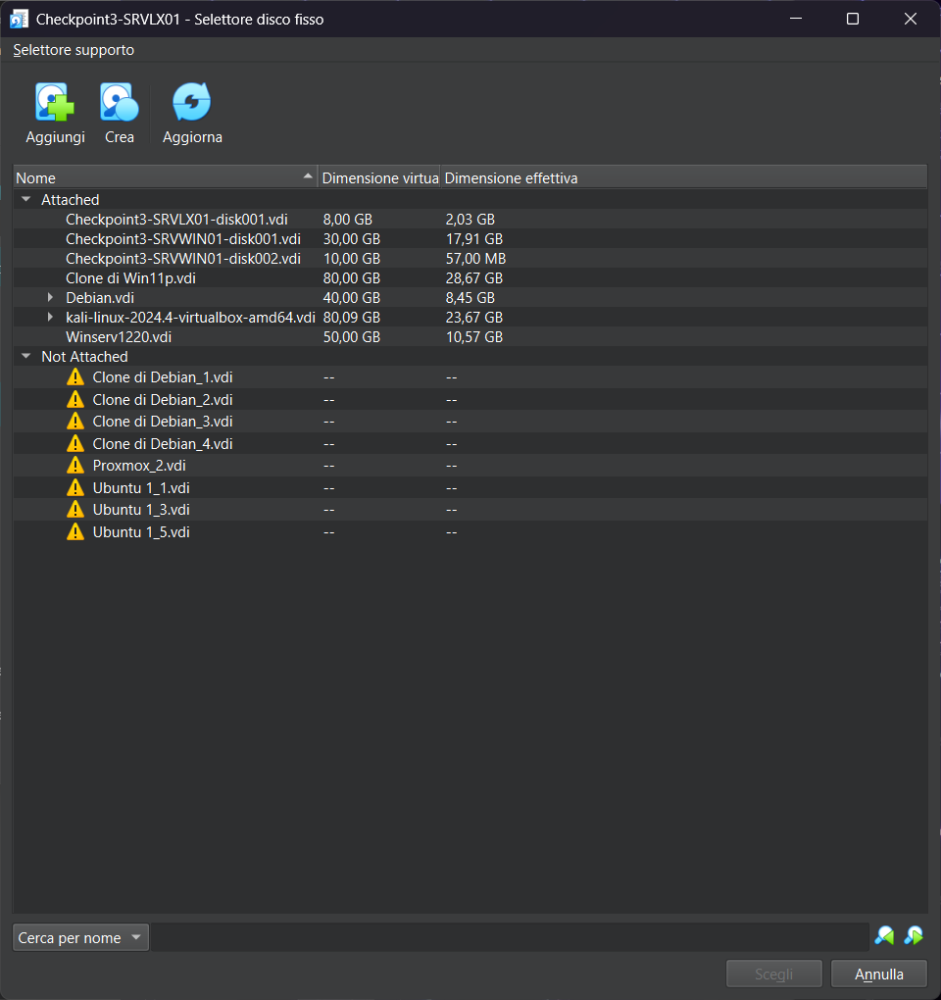 Checkpoint3-SRVLX01 - Selettore disco fisso
Selettore supporto
Aggiungi Crea Aggiorna
Nome Dimensione virtua Dimensione effettiva
Attached
Checkpoint3-SRVLX01-disk001.vdi 8,00 GB 2,03 GB
Checkpoint3-SRVWIN01-disk001.vdi 30,00 GB 17,91 GB
Checkpoint3-SRVWIN01-disk002.vdi 10,00 GB 57,00 MB
Clone di Win11p.vdi 80,00 GB 28,67 GB
Debian.vdi 40,00 GB 8,45 GB
kali-linux-2024.4-virtualbox-amd64.vdi 80,09 GB 23,67 GB
Winserv1220.vdi 50,00 GB 10,57 GB
Not Attached
Clone di Debian_1.vdi -- --
Clone di Debian_2.vdi -- --
Clone di Debian_3.vdi -- --
Clone di Debian_4.vdi -- --
Proxmox_2.vdi -- --
Ubuntu 1_1.vdi -- --
Ubuntu 1_3.vdi -- --
Ubuntu 1_5.vdi -- --
Cerca per nome
Scegli Annulla